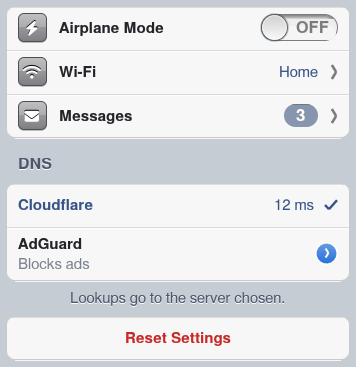 Airplane Mode OFF
Wi-Fi Home
Messages 3
DNS
Cloudflare 12 ms
AdGuard
Blocks ads
Lookups go to the server chosen.
Reset Settings